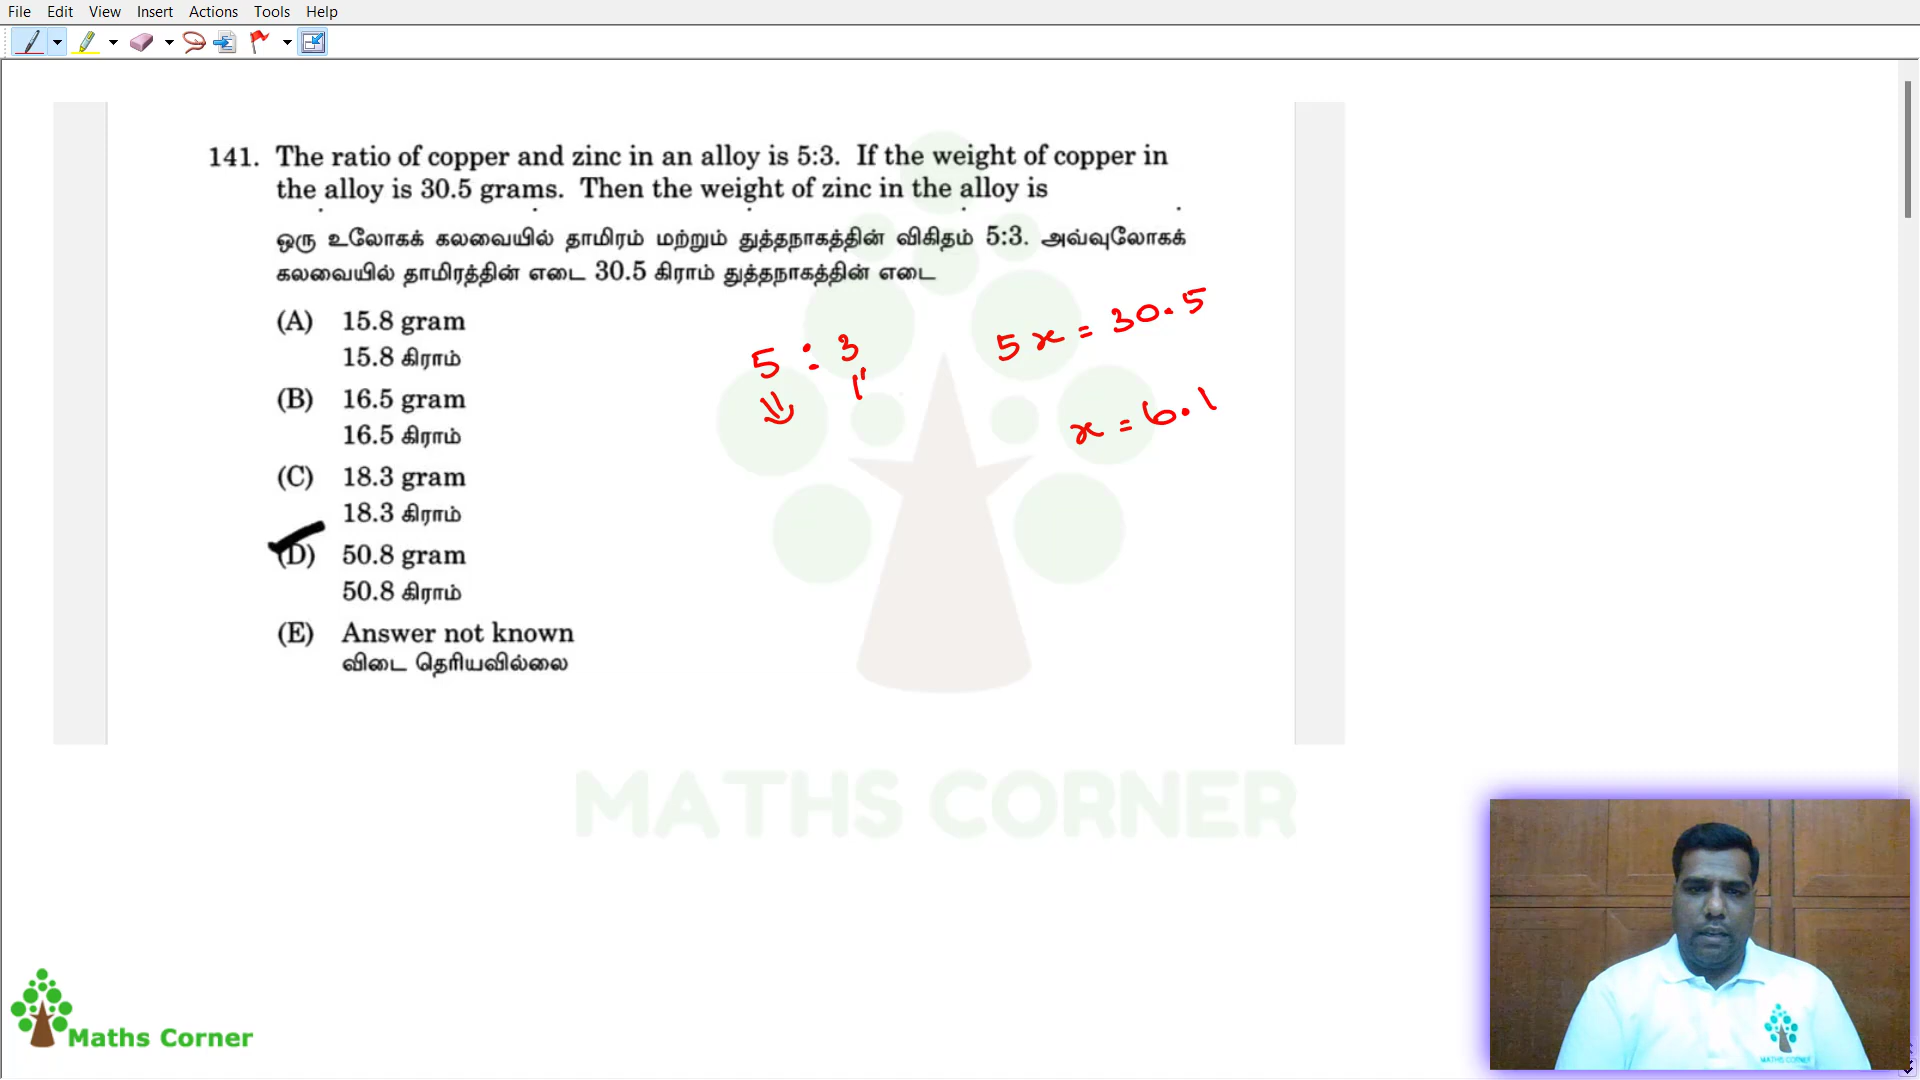 File Edit View Insert Actions Tools Help
141. The ratio of copper and zinc in an alloy is 5:3. If the weight of copper in
the alloy is 30.5 grams. Then the weight of zinc in the alloy is
ஒரு உலோகக் கலவையில் தாமிரம் மற்றும் துத்தநாகத்தின் விகிதம் 5:3. அவ்வுலோகக்
கலவையில் தாமிரத்தின் எடை 30.5 கிராம் துத்தநாகத்தின் எடை
(A) 15.8 gram
15.8 கிராம்
(B) 16.5 gram
16.5 கிராம்
(C) 18.3 gram
18.3 கிராம்
(D) 50.8 gram
50.8 கிராம்
(E) Answer not known
விடை தெரியவில்லை
5 : 3
5x = 30.5
x = 6.1
MATHS CORNER
Maths Corner
MATHS CORNER